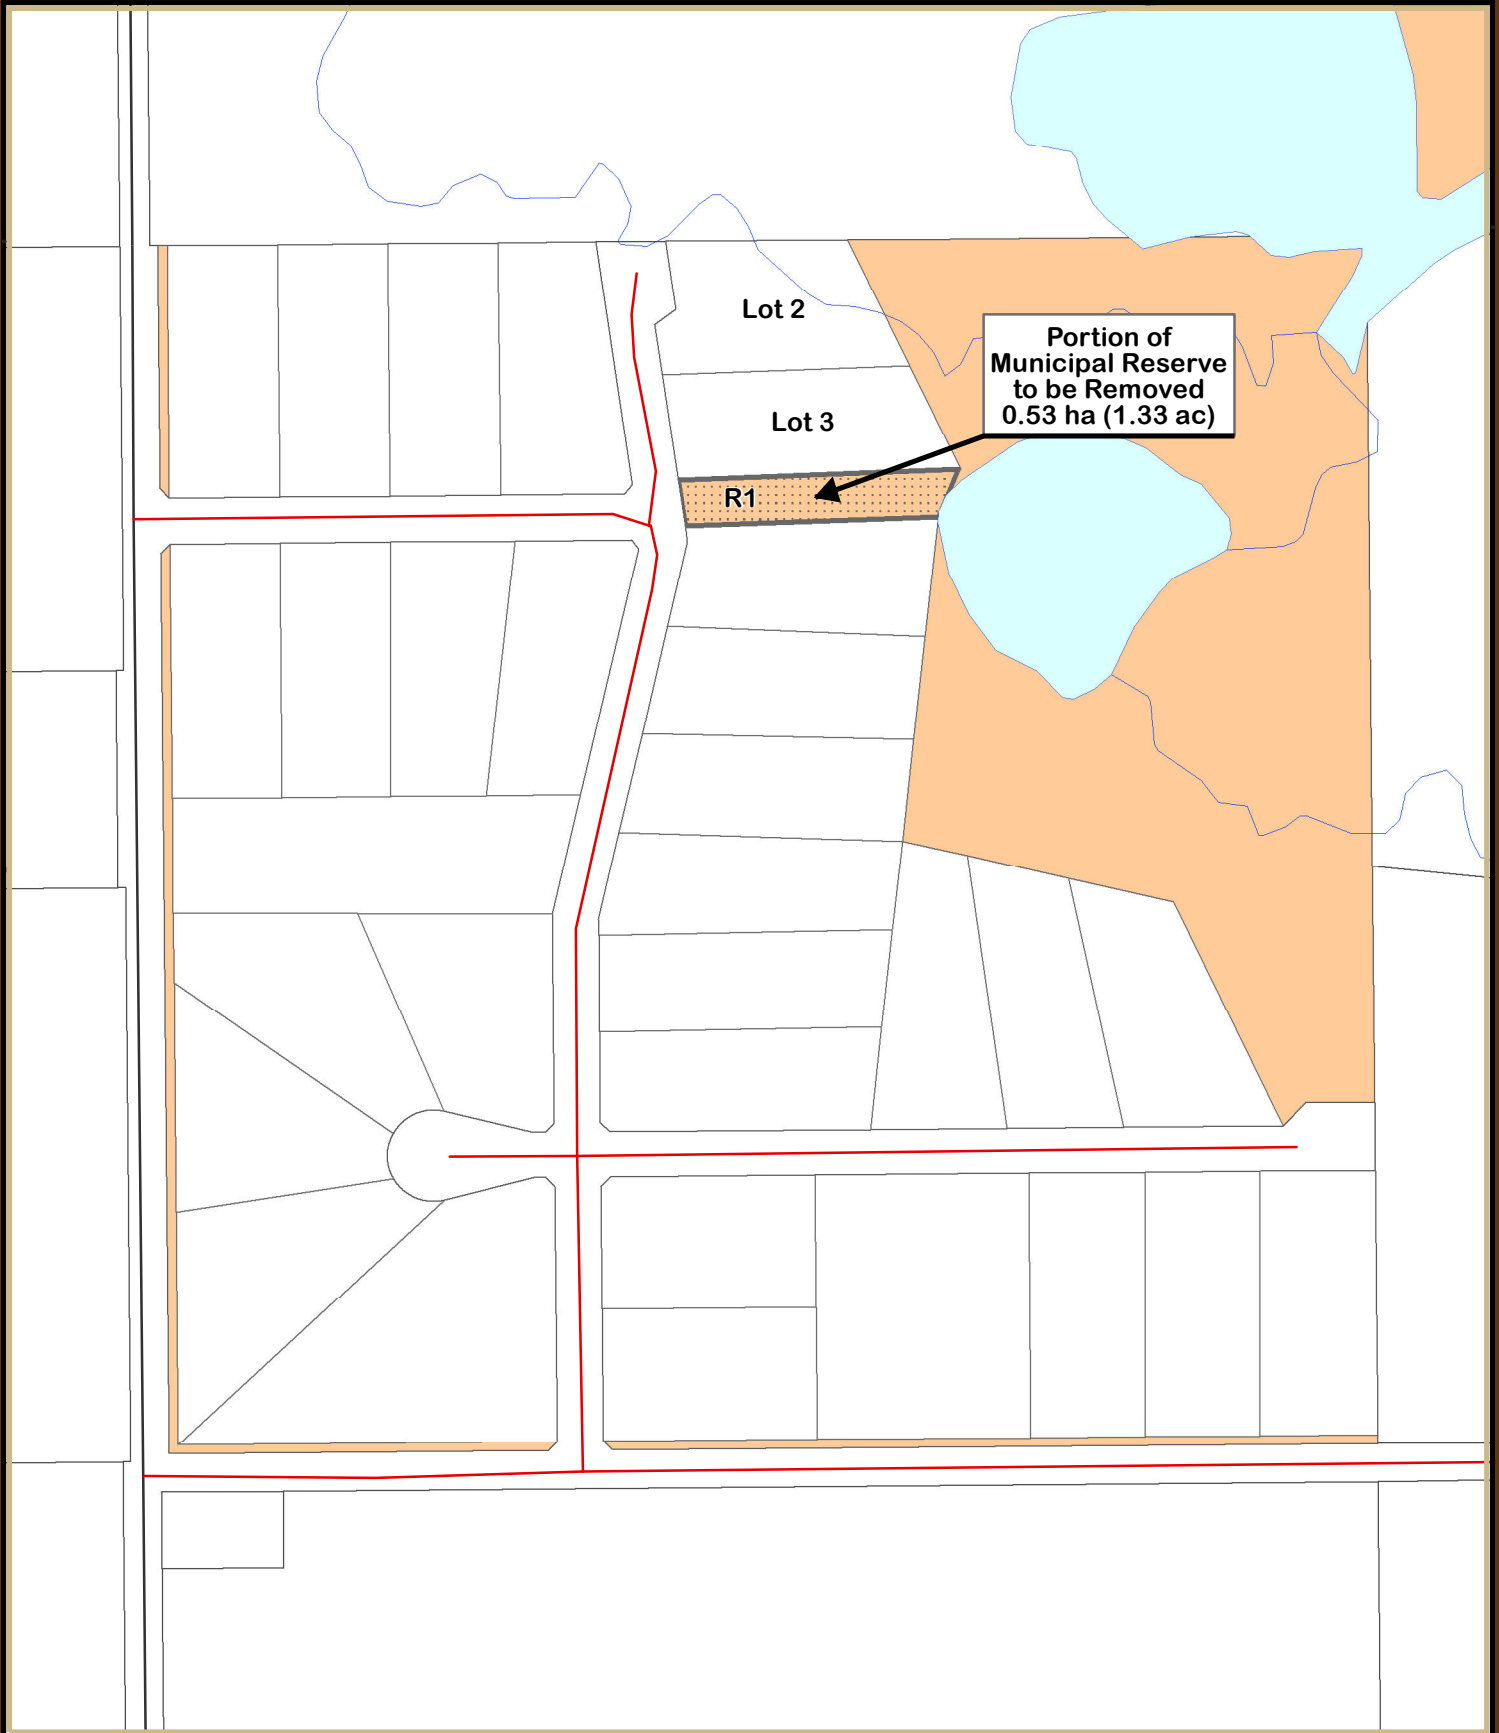 Lot 2
Portion of
Municipal Reserve
to be Removed
0.53 ha (1.33 ac)
Lot 3
R1